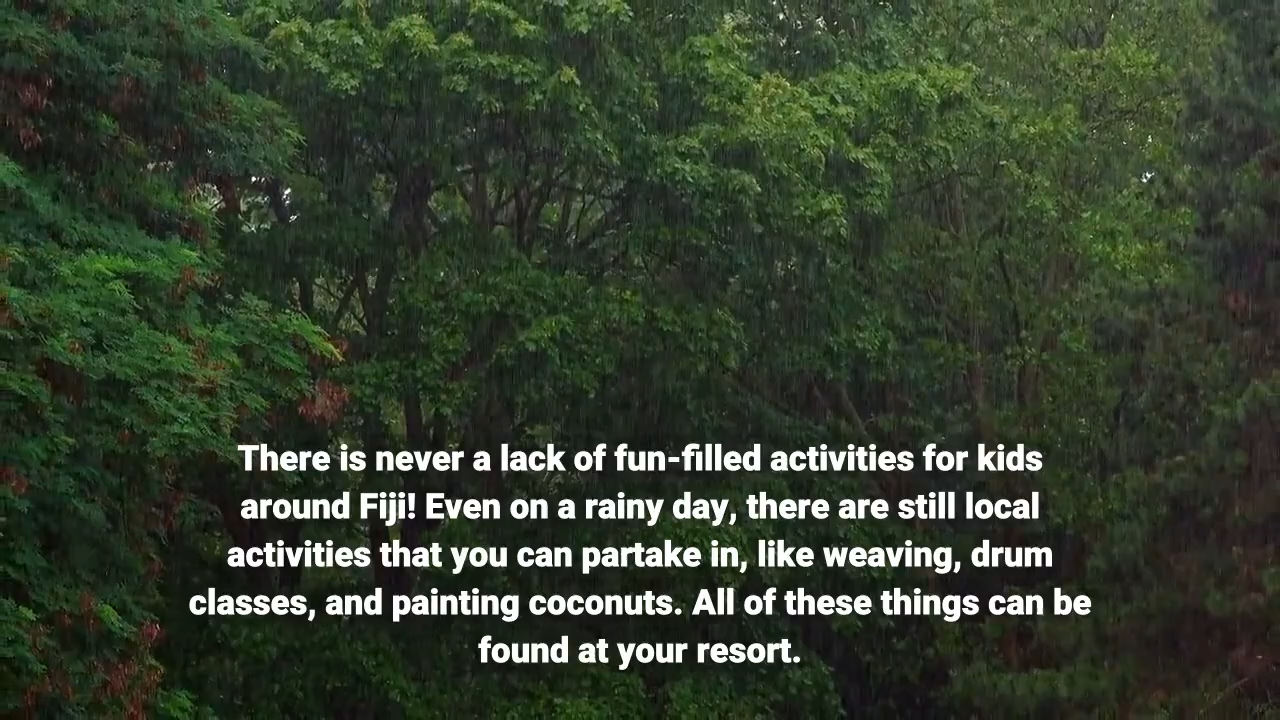 There is never a lack of fun-filled activities for kids
around Fiji! Even on a rainy day, there are still local
activities that you can partake in, like weaving, drum
classes, and painting coconuts. All of these things can be
found at your resort.